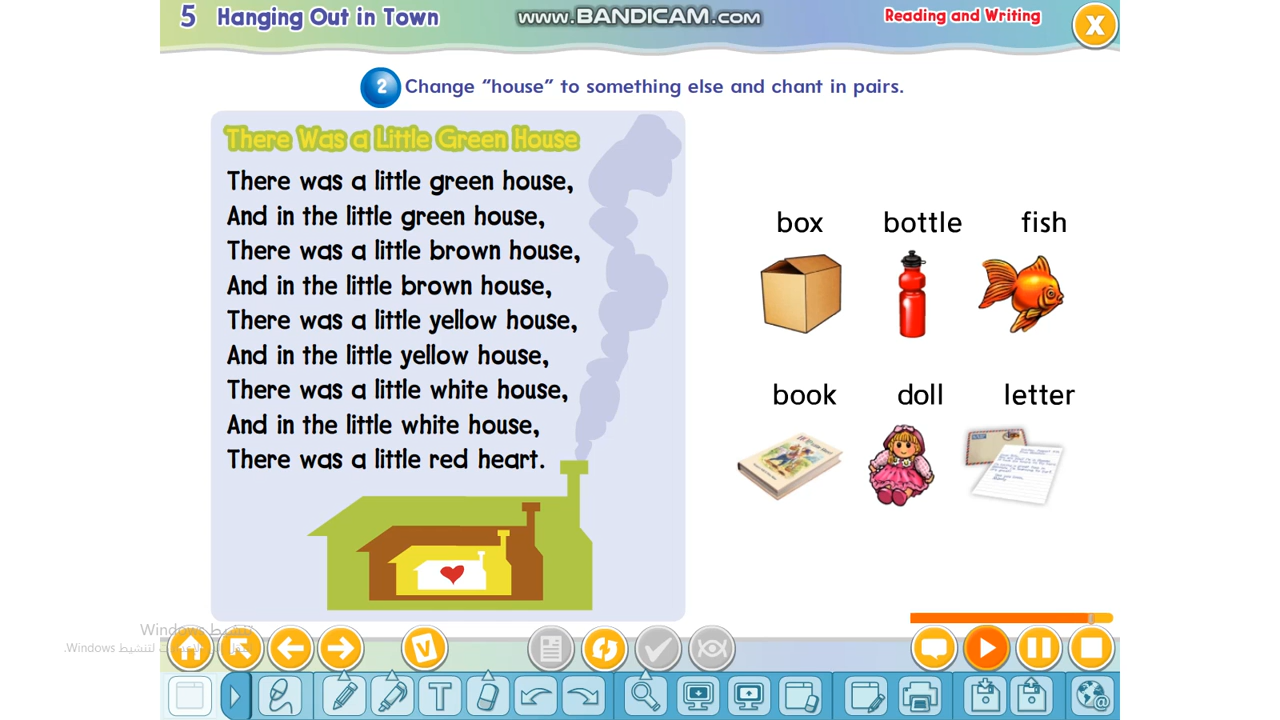 5 Hanging Out in Town
www.BANDICAM.com
Reading and Writing
X
2 Change “house” to something else and chant in pairs.
There Was a Little Green House
There was a little green house,
And in the little green house,
There was a little brown house,
And in the little brown house,
There was a little yellow house,
And in the little yellow house,
There was a little white house,
And in the little white house,
There was a little red heart.
box bottle fish
book doll letter
تنشيط Windows
لتنشيط Windows.
V
T